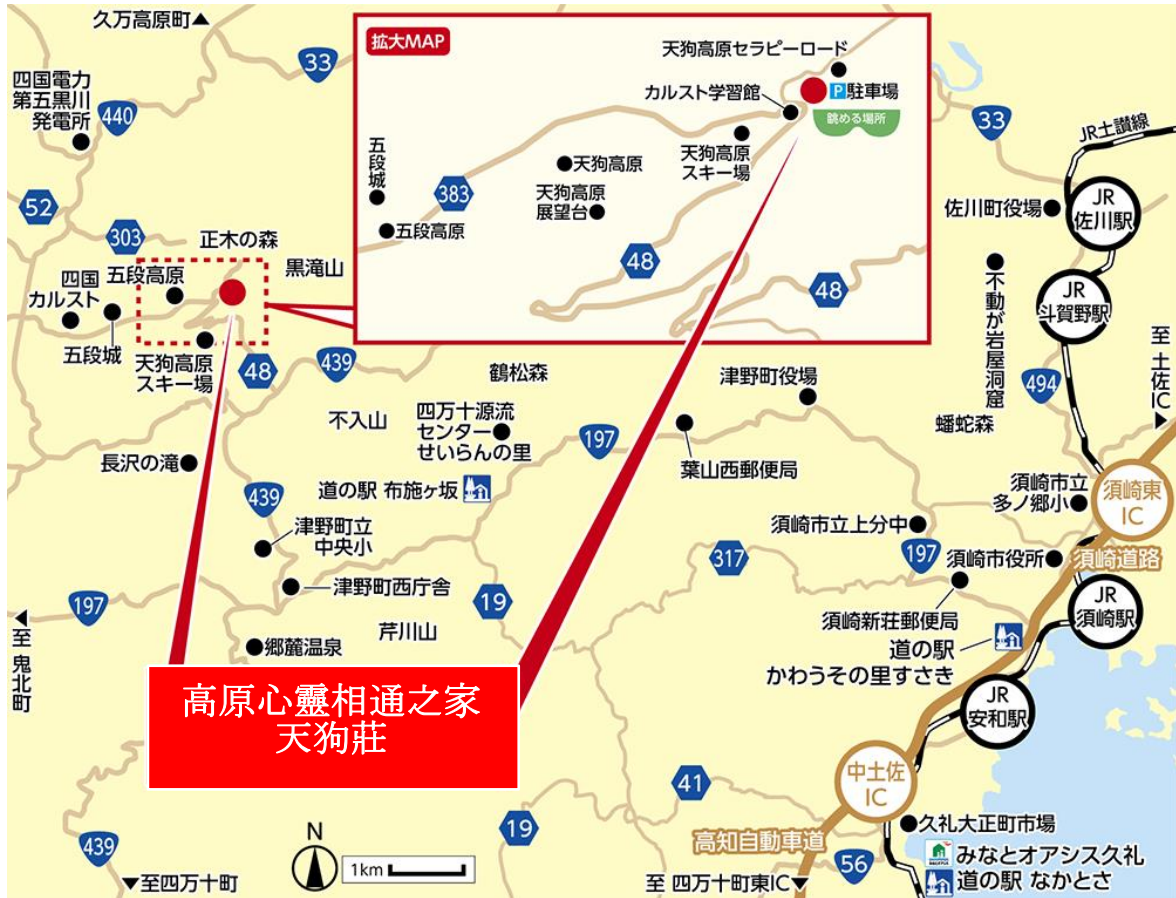 久万高原町▲
33
四国電力
第五黒川
発電所
440
52
303
正木の森
黒滝山
五段高原
四国
カルスト
五段城
天狗高原
スキー場
48
439
拡大MAP
天狗高原セラピーロード
カルスト学習館
P駐車場
眺める場所
天狗高原
スキー場
天狗高原
天狗高原
展望台
五段城
383
五段高原
48
48
33
JR土讃線
佐川町役場
JR
佐川駅
不動が岩屋洞窟
JR
斗賀野駅
至 土佐IC▶
494
蟠蛇森
鶴松森
津野町役場
不入山
四万十源流
センター
せいらんの里
197
葉山西郵便局
長沢の滝
439
道の駅 布施ヶ坂
津野町立
中央小
須崎市立
多ノ郷小
須崎東
IC
須崎市立上分中
197
須崎市役所
須崎道路
317
津野町西庁舎
197
19
◀至 鬼北町
芹川山
須崎新荘郵便局
JR
須崎駅
道の駅
かわうその里すさき
郷麓温泉
高原心靈相通之家
天狗莊
JR
安和駅
中土佐
IC
41
19
高知自動車道
久礼大正町市場
みなとオアシス久礼
道の駅 なかとさ
56
439
▼至四万十町
N
1km
至 四万十町東IC▼